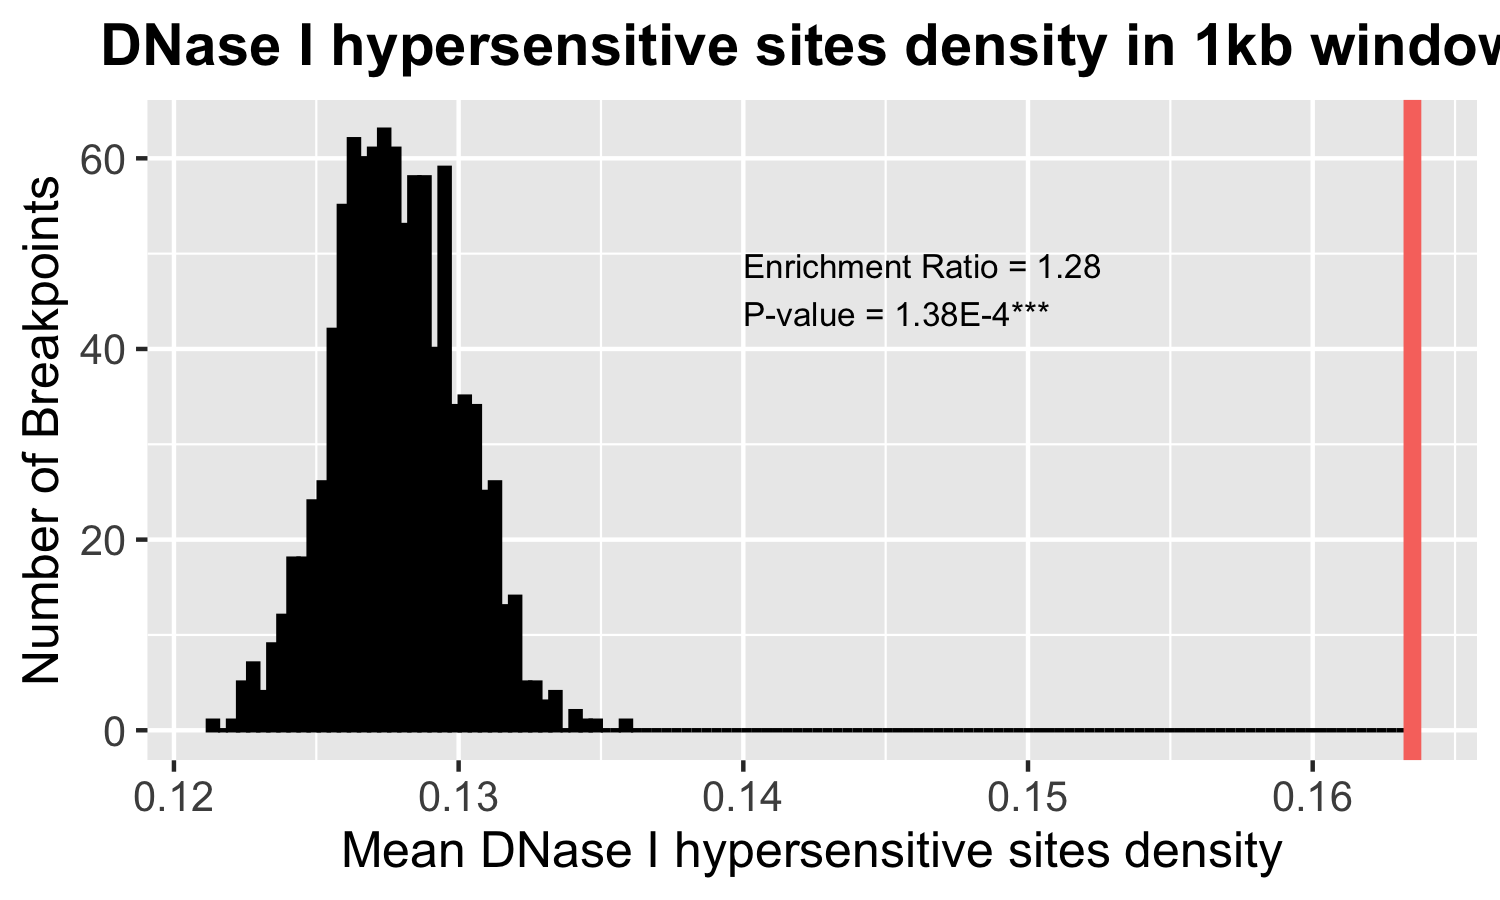 DNase I hypersensitive sites density in 1kb window
60
40
20
0
Number of Breakpoints
Enrichment Ratio = 1.28
P-value = 1.38E-4***
0.12 0.13 0.14 0.15 0.16
Mean DNase I hypersensitive sites density